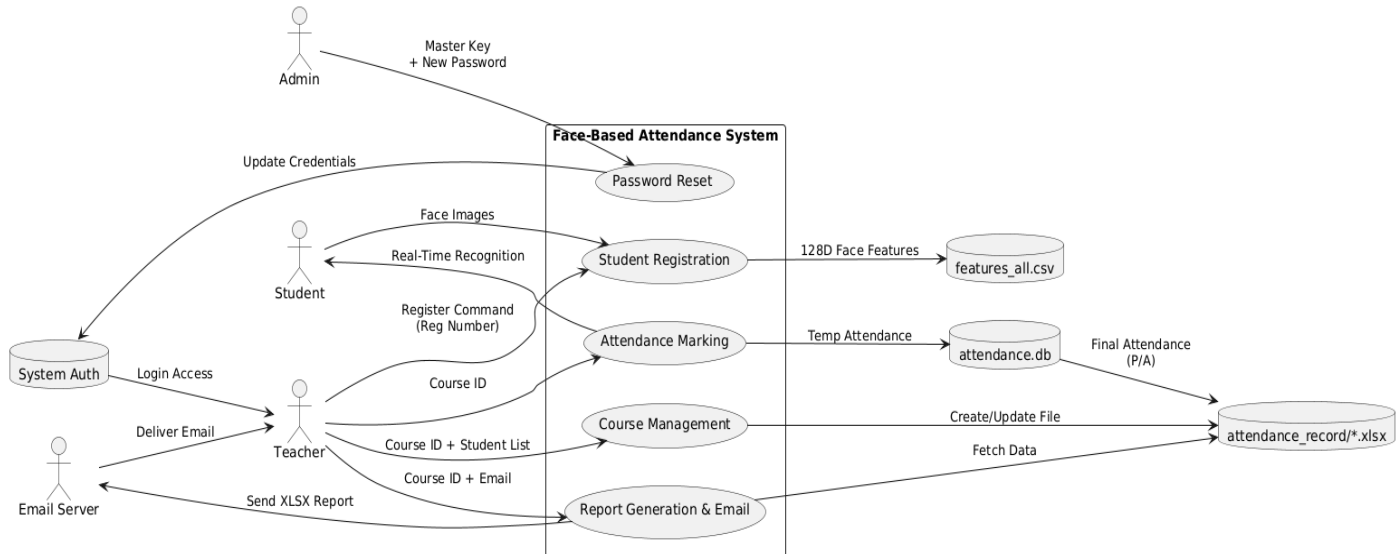 Admin
Master Key
+ New Password
Face-Based Attendance System
Update Credentials
Password Reset
Student
Face Images
Real-Time Recognition
Student Registration
128D Face Features
features_all.csv
Register Command
(Reg Number)
Attendance Marking
Temp Attendance
attendance.db
Final Attendance
(P/A)
System Auth
Login Access
Course ID
Teacher
Deliver Email
Course ID + Student List
Course Management
Create/Update File
attendance_record/*.xlsx
Fetch Data
Course ID + Email
Email Server
Send XLSX Report
Report Generation & Email